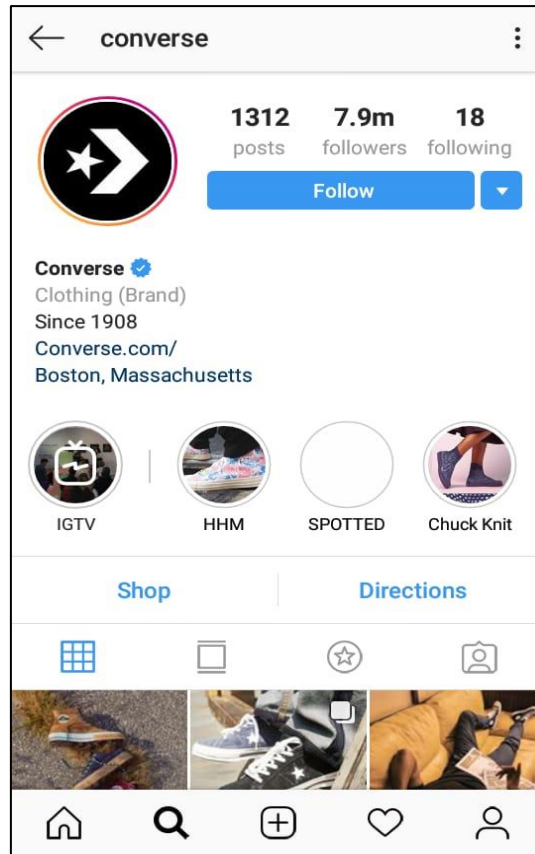 converse
1312 7.9m 18
posts followers following
Follow
Converse
Clothing (Brand)
Since 1908
Converse.com/
Boston, Massachusetts
IGTV HHM SPOTTED Chuck Knit
Shop Directions